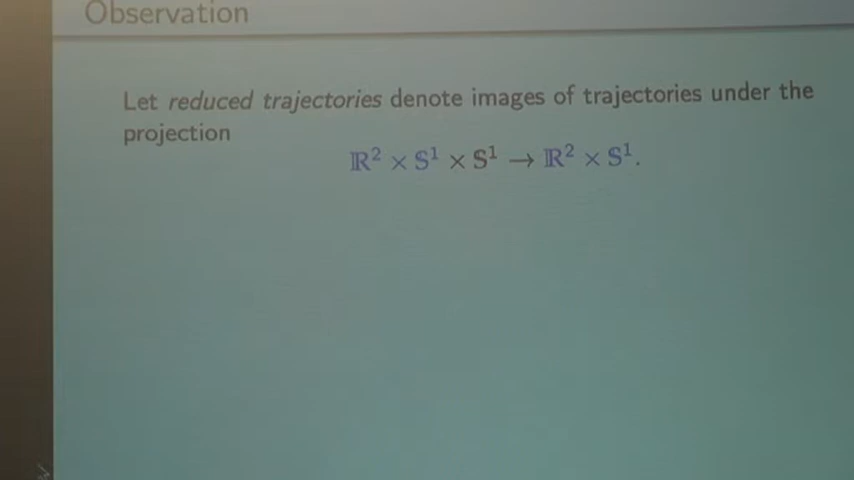 Observation
Let reduced trajectories denote images of trajectories under the
projection
ℝ² × 𝕊¹ × 𝕊¹ → ℝ² × 𝕊¹.